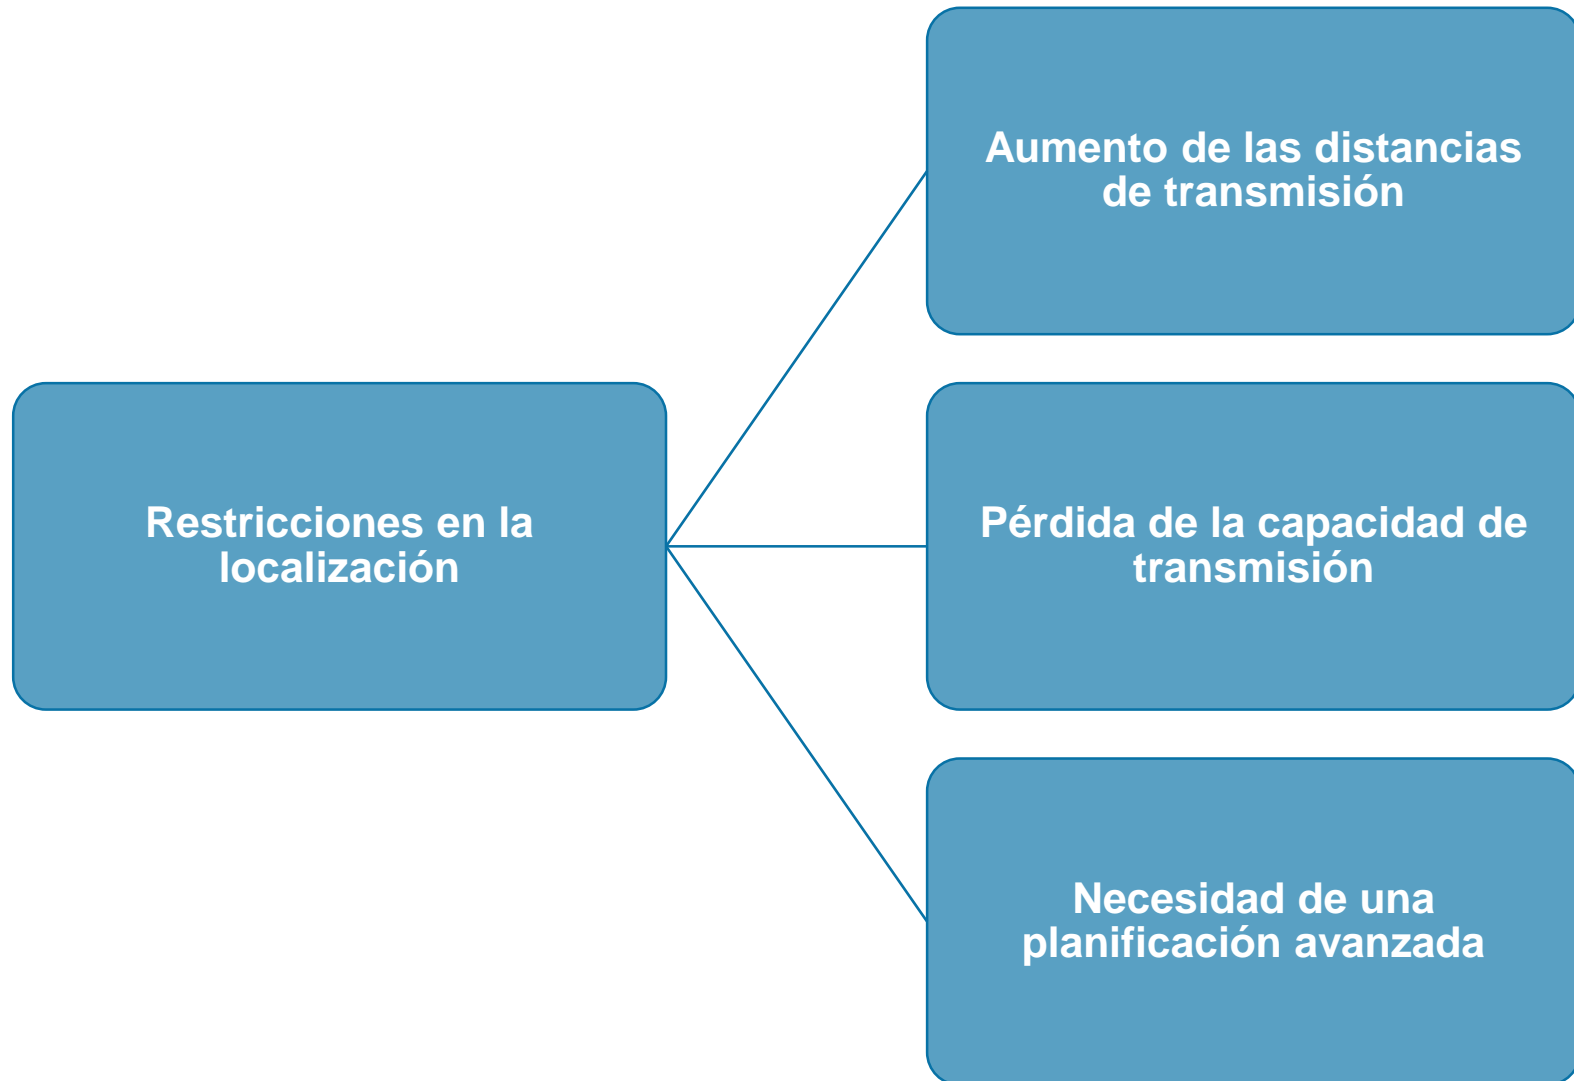 Aumento de las distancias
de transmisión
Restricciones en la
localización
Pérdida de la capacidad de
transmisión
Necesidad de una
planificación avanzada